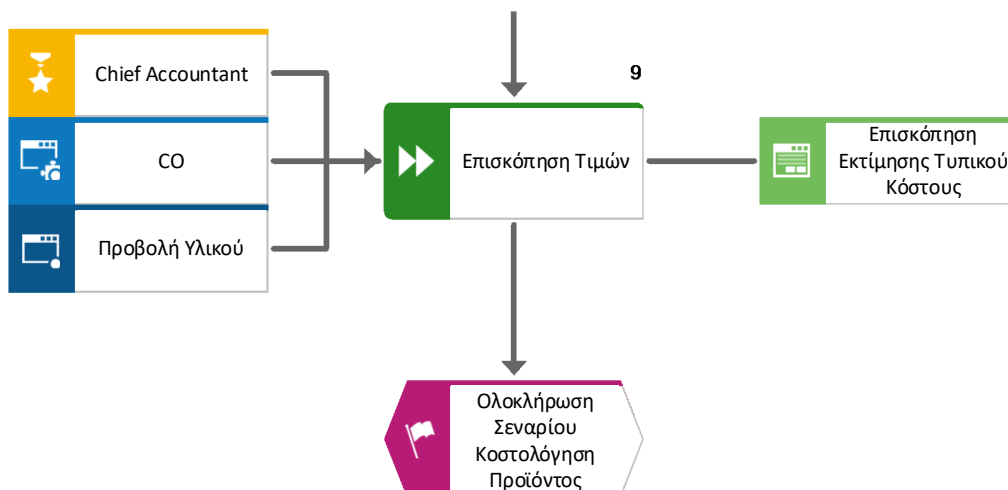 9
Chief Accountant
CO
Προβολή Υλικού
Επισκόπηση Τιμών
Επισκόπηση
Εκτίμησης Τυπικού
Κόστους
Ολοκλήρωση
Σεναρίου
Κοστολόγηση
Προϊόντος